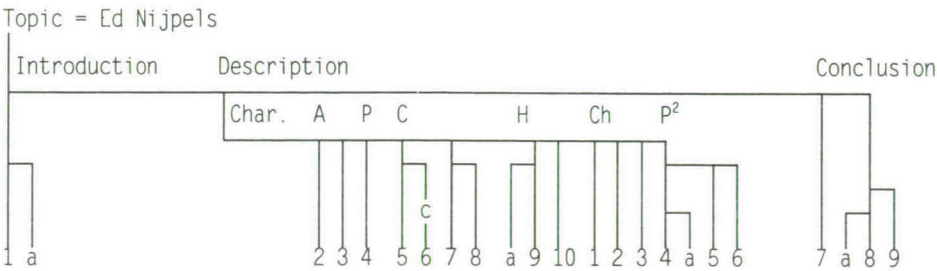 Topic = Ed Nijpels
Introduction Description Conclusion
Char. A P C H Ch P²
c
1 a 2 3 4 5 6 7 8 a 9 10 1 2 3 4 a 5 6 7 a 8 9